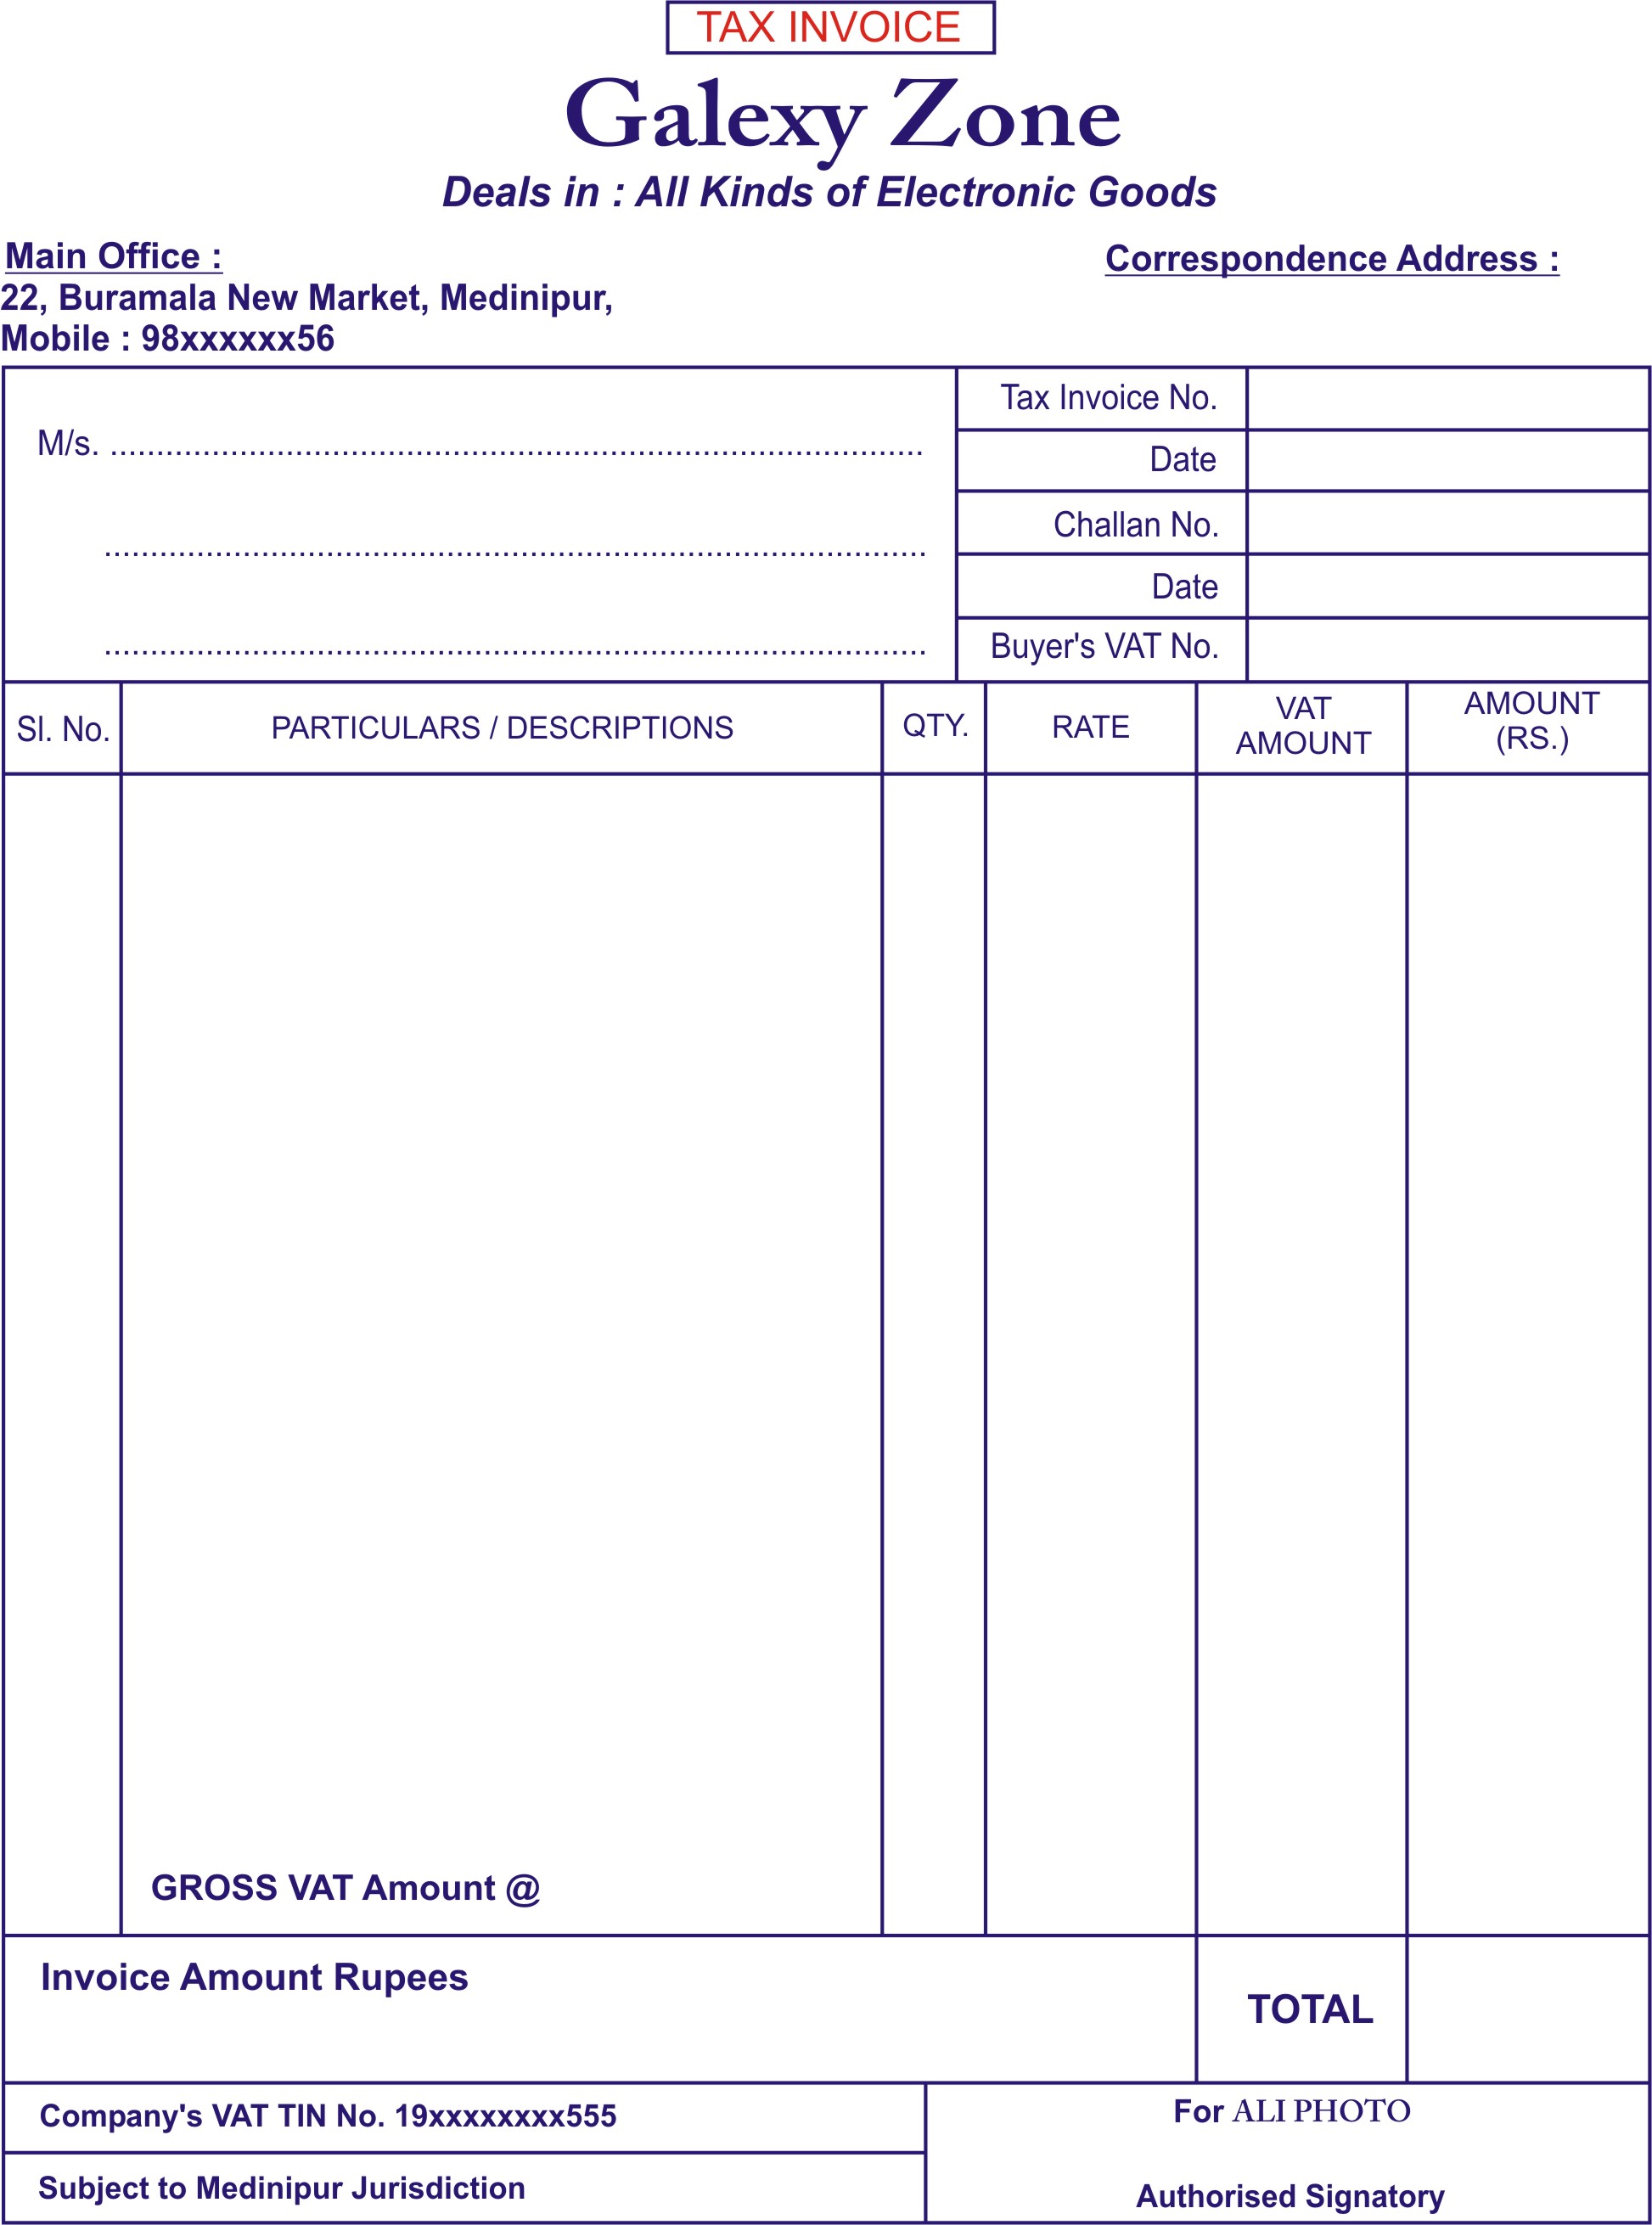 TAX INVOICE
Galexy Zone
Deals in : All Kinds of Electronic Goods
Main Office :
22, Buramala New Market, Medinipur,
Mobile : 98xxxxxx56
Correspondence Address :
M/s. ........................................................................................
.........................................................................................
.........................................................................................
Tax Invoice No.
Date
Challan No.
Date
Buyer's VAT No.
Sl. No.
PARTICULARS / DESCRIPTIONS
QTY.
RATE
VAT
AMOUNT
AMOUNT
(RS.)
GROSS VAT Amount @
Invoice Amount Rupees
TOTAL
Company's VAT TIN No. 19xxxxxxxx555
Subject to Medinipur Jurisdiction
For ALI PHOTO
Authorised Signatory